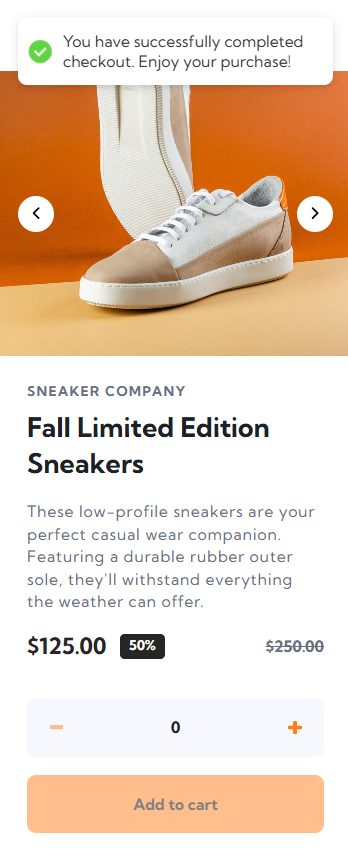 You have successfully completed
checkout. Enjoy your purchase!
SNEAKER COMPANY
Fall Limited Edition
Sneakers
These low-profile sneakers are your
perfect casual wear companion.
Featuring a durable rubber outer
sole, they'll withstand everything
the weather can offer.
$125.00 50% $250.00
0
Add to cart